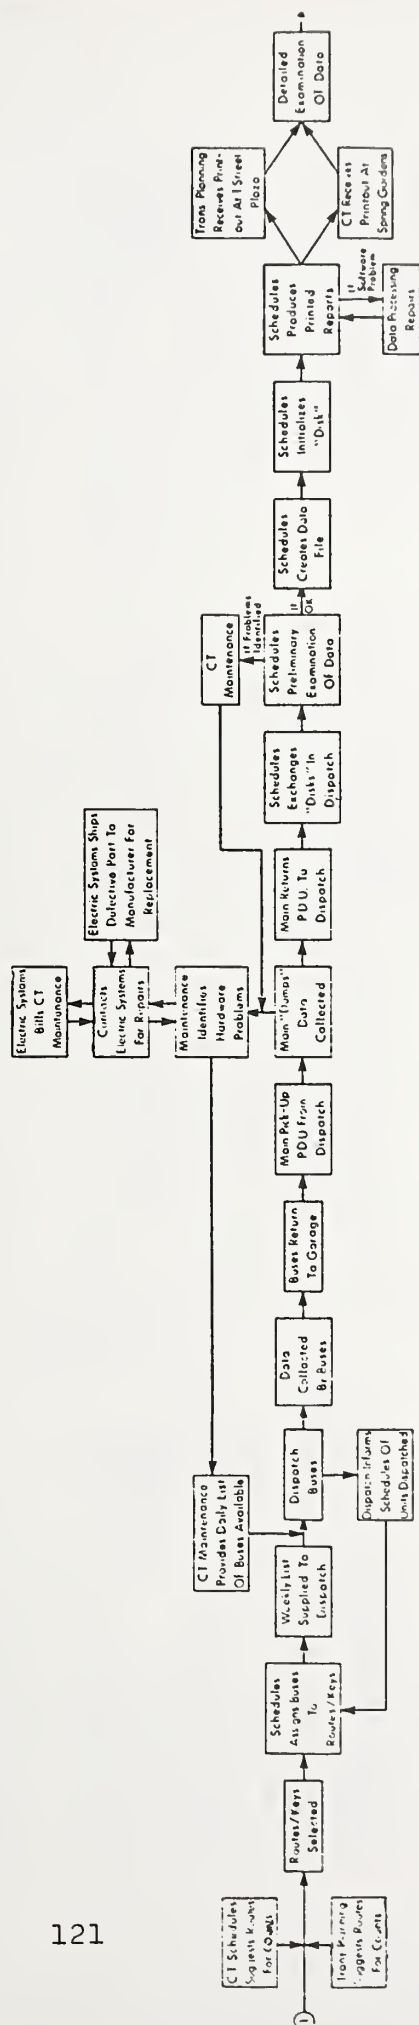 1
CT Schedules
Suggests Routes
For Counts
Trans Planning
Suggests Routes
For Counts
Routes/Keys
Selected
Schedules
Assigns Buses
To
Routes/Keys
Weekly List
Supplied To
Dispatch
CT Maintenance
Provides Daily List
Of Buses Available
Dispatch
Buses
Dispatch Informs
Schedules Of
Units Dispatched
Data
Collected
By Buses
Buses Return
To Garage
Main Pick-Up
PDU From
Dispatch
Main "Dumps"
Data
Collected
Maintenance
Identifies
Hardware
Problems
Contacts
Electric Systems
For Repairs
Electric Systems
Bills CT
Maintenance
Electric Systems Ships
Defective Part To
Manufacturer For
Replacement
Main Returns
P.D.U. To
Dispatch
Schedules
Exchanges
"Disks" In
Dispatch
Schedules
Preliminary
Examination
Of Data
If Problems
Identified
CT
Maintenance
If
OK
Schedules
Creates Data
File
Schedules
Initializes
"Disk"
Schedules
Produces
Printed
Reports
If
Software
Problem
Data Processing
Repairs
Trans Planning
Receives Print-
out At 1 Street
Plaza
CT Receives
Printout At
Spring Gardens
Detailed
Examination
Of Data
121